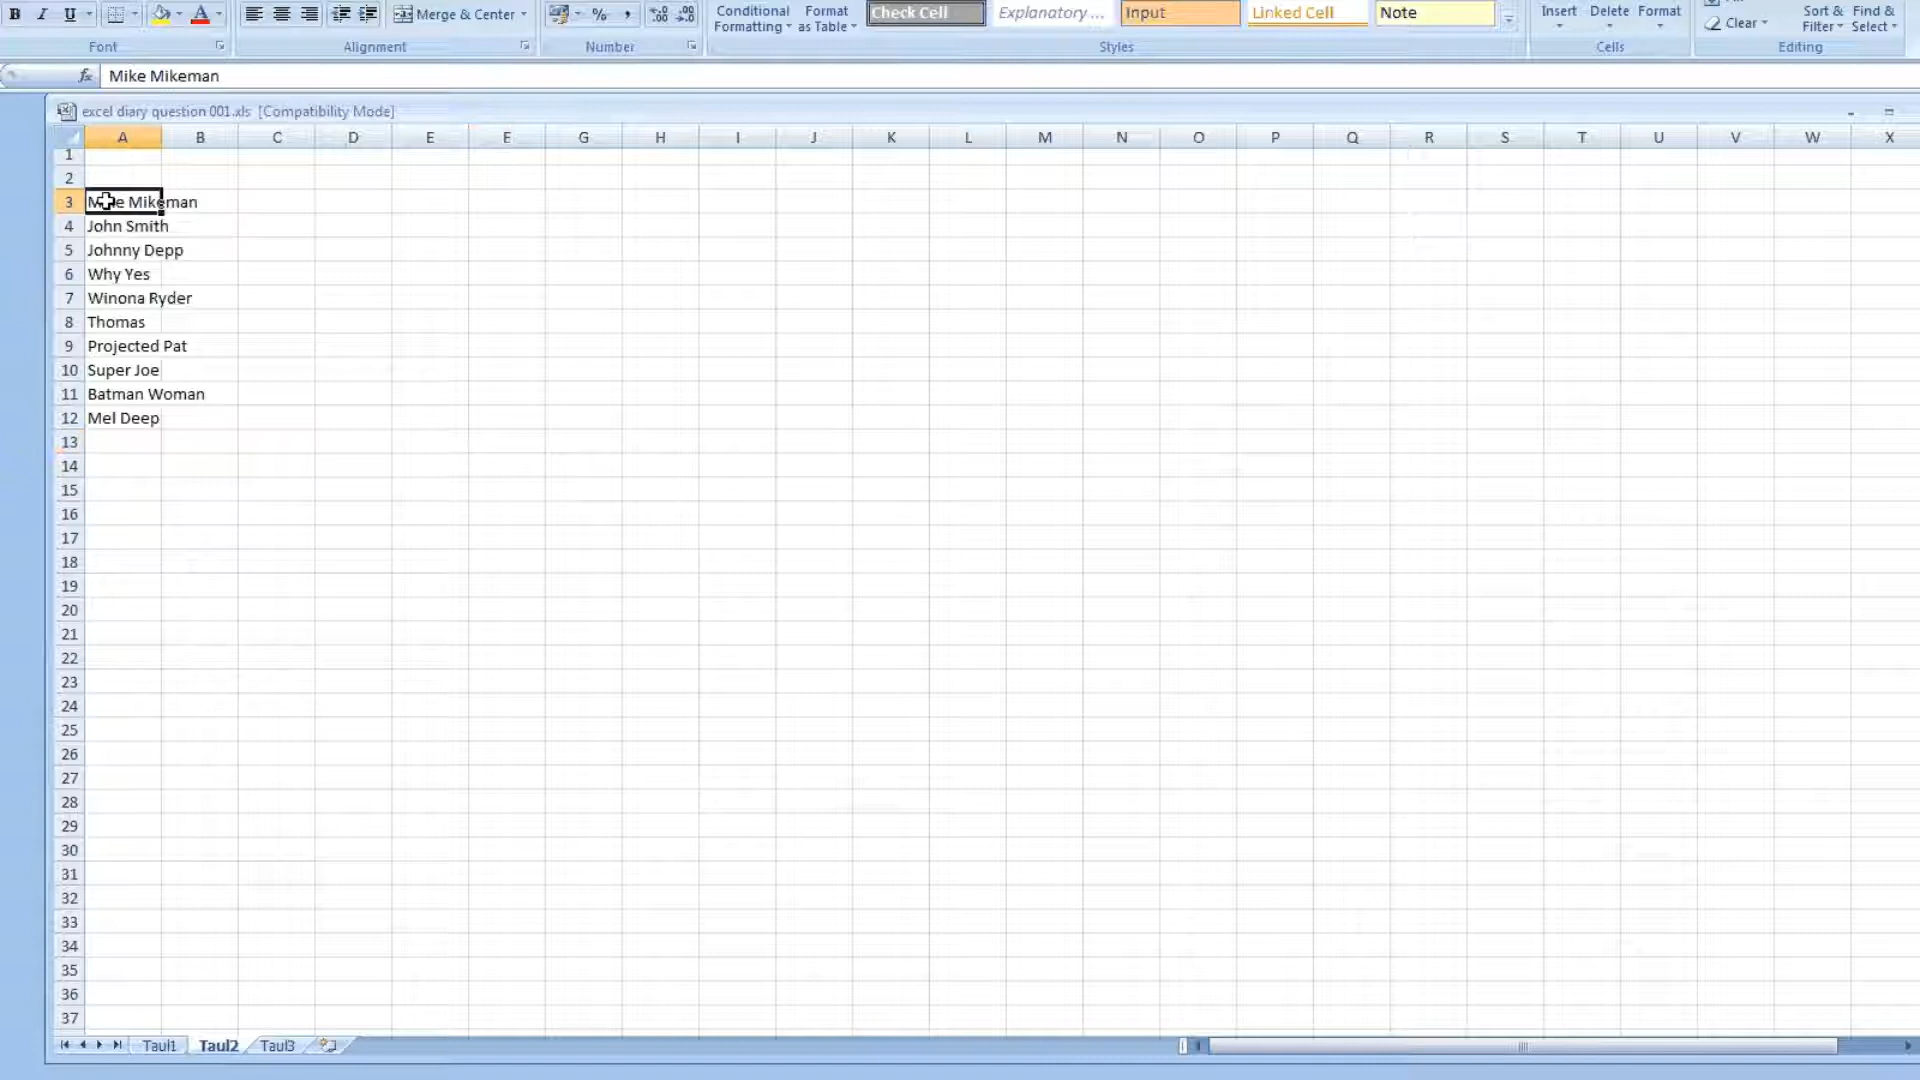 B I U Merge & Center % , Conditional Formatting Format as Table Check Cell Explanatory ... Input Linked Cell Note Insert Delete Format Clear Sort & Filter Find & Select
Font Alignment Number Styles Cells Editing
fx Mike Mikeman
excel diary question 001.xls [Compatibility Mode]
A B C D E F G H I J K L M N O P Q R S T U V W X
1
2
3 Mike Mikeman
4 John Smith
5 Johnny Depp
6 Why Yes
7 Winona Ryder
8 Thomas
9 Projected Pat
10 Super Joe
11 Batman Woman
12 Mel Deep
13
14
15
16
17
18
19
20
21
22
23
24
25
26
27
28
29
30
31
32
33
34
35
36
37
Taul1 Taul2 Taul3